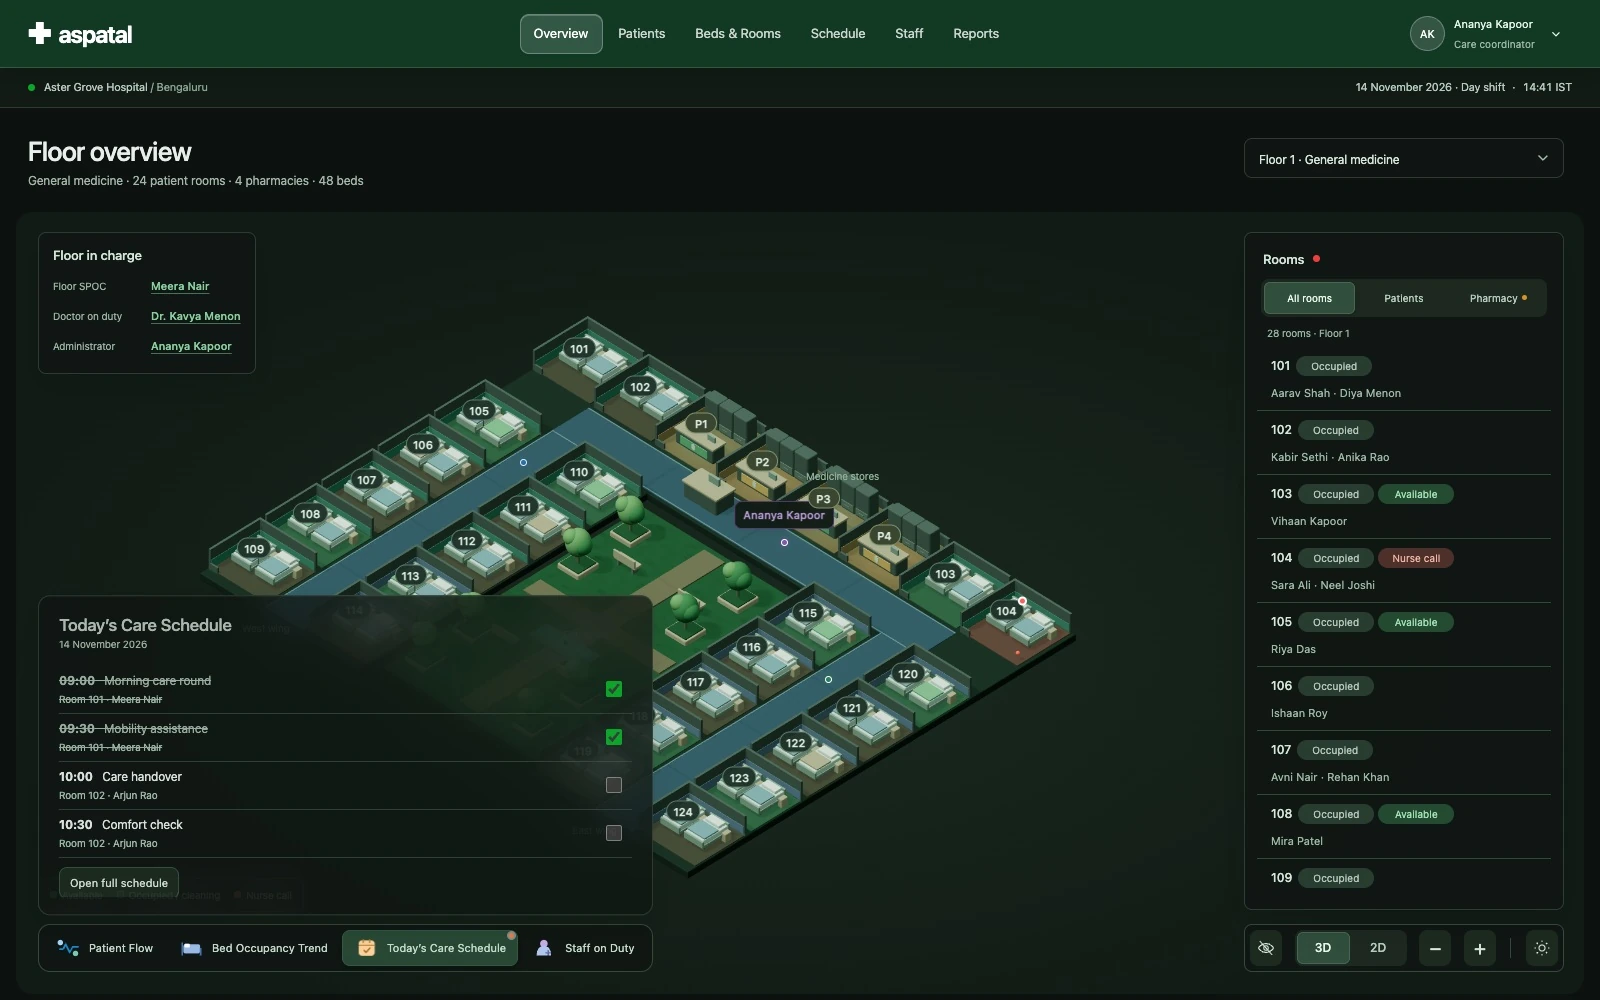 aspatal
Overview
Patients
Beds & Rooms
Schedule
Staff
Reports
AK
Ananya Kapoor
Care coordinator
Aster Grove Hospital / Bengaluru
14 November 2026 · Day shift · 14:41 IST
Floor overview
General medicine · 24 patient rooms · 4 pharmacies · 48 beds
Floor 1 · General medicine
Floor in charge
Floor SPOC Meera Nair
Doctor on duty Dr. Kavya Menon
Administrator Ananya Kapoor
101
102
105
P1
106
P2
110
107
Medicine stores
P3
111
108
Ananya Kapoor
P4
112
109
113
103
114
West wing
104
115
116
120
117
121
118
122
119
123
124
Today's Care Schedule
14 November 2026
09:00 Morning care round
Room 101 · Meera Nair
09:30 Mobility assistance
Room 101 · Meera Nair
10:00 Care handover
Room 102 · Arjun Rao
10:30 Comfort check
Room 102 · Arjun Rao
Open full schedule
cleaning
Nurse call
Patient Flow
Bed Occupancy Trend
Today's Care Schedule
Staff on Duty
Rooms
All rooms
Patients
Pharmacy
28 rooms · Floor 1
101 Occupied
Aarav Shah · Diya Menon
102 Occupied
Kabir Sethi · Anika Rao
103 Occupied Available
Vihaan Kapoor
104 Occupied Nurse call
Sara Ali · Neel Joshi
105 Occupied Available
Riya Das
106 Occupied
Ishaan Roy
107 Occupied
Avni Nair · Rehan Khan
108 Occupied Available
Mira Patel
109 Occupied
3D
2D
−
+